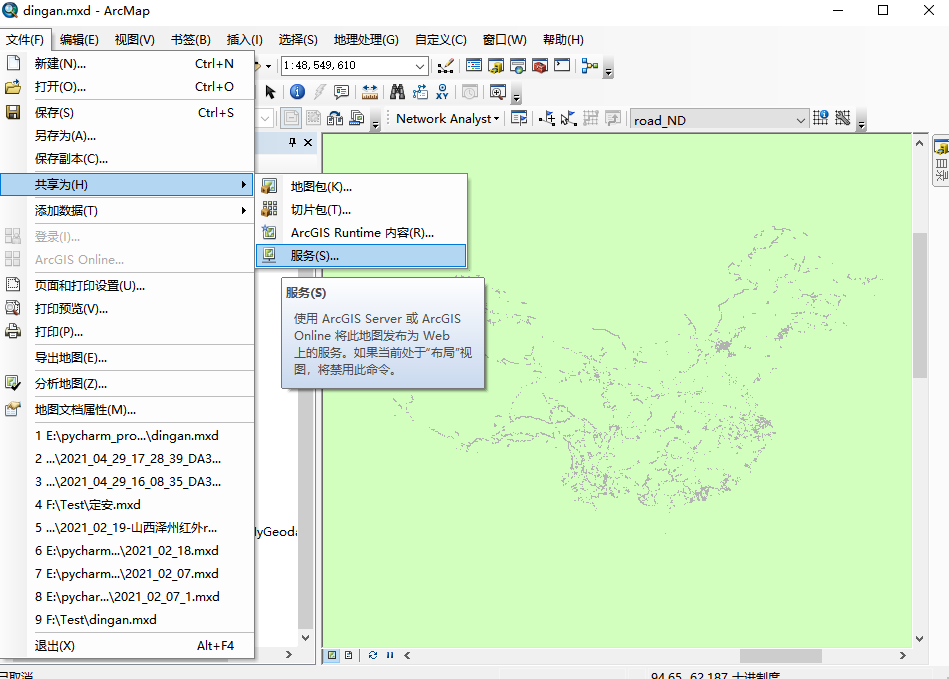 dingan.mxd - ArcMap
文件(F) 编辑(E) 视图(V) 书签(B) 插入(I) 选择(S) 地理处理(G) 自定义(C) 窗口(W) 帮助(H)
新建(N)... Ctrl+N
1:48,549,610
打开(O)... Ctrl+O
保存(S) Ctrl+S
Network Analyst
road_ND
另存为(A)...
保存副本(C)...
共享为(H)
地图包(K)...
添加数据(T)
切片包(T)...
登录(I)...
ArcGIS Runtime 内容(R)...
ArcGIS Online...
服务(S)...
页面和打印设置(U)...
服务(S)
打印预览(V)...
使用 ArcGIS Server 或 ArcGIS
打印(P)...
Online 将此地图发布为 Web
上的服务。如果当前处于“布局”视
导出地图(E)...
图，将禁用此命令。
分析地图(Z)...
地图文档属性(M)...
1 E:\pycharm_pro...\dingan.mxd
2 ...\2021_04_29_17_28_39_DA3...
3 ...\2021_04_29_16_08_35_DA3...
4 F:\Test\定安.mxd
5 ...\2021_02_19-山西泽州红外r...
6 E:\pycharm...\2021_02_18.mxd
7 E:\pycharm...\2021_02_07.mxd
8 E:\pychar...\2021_02_07_1.mxd
9 F:\Test\dingan.mxd
退出(X) Alt+F4
目录
已取消
94.65 62.187 十进制度